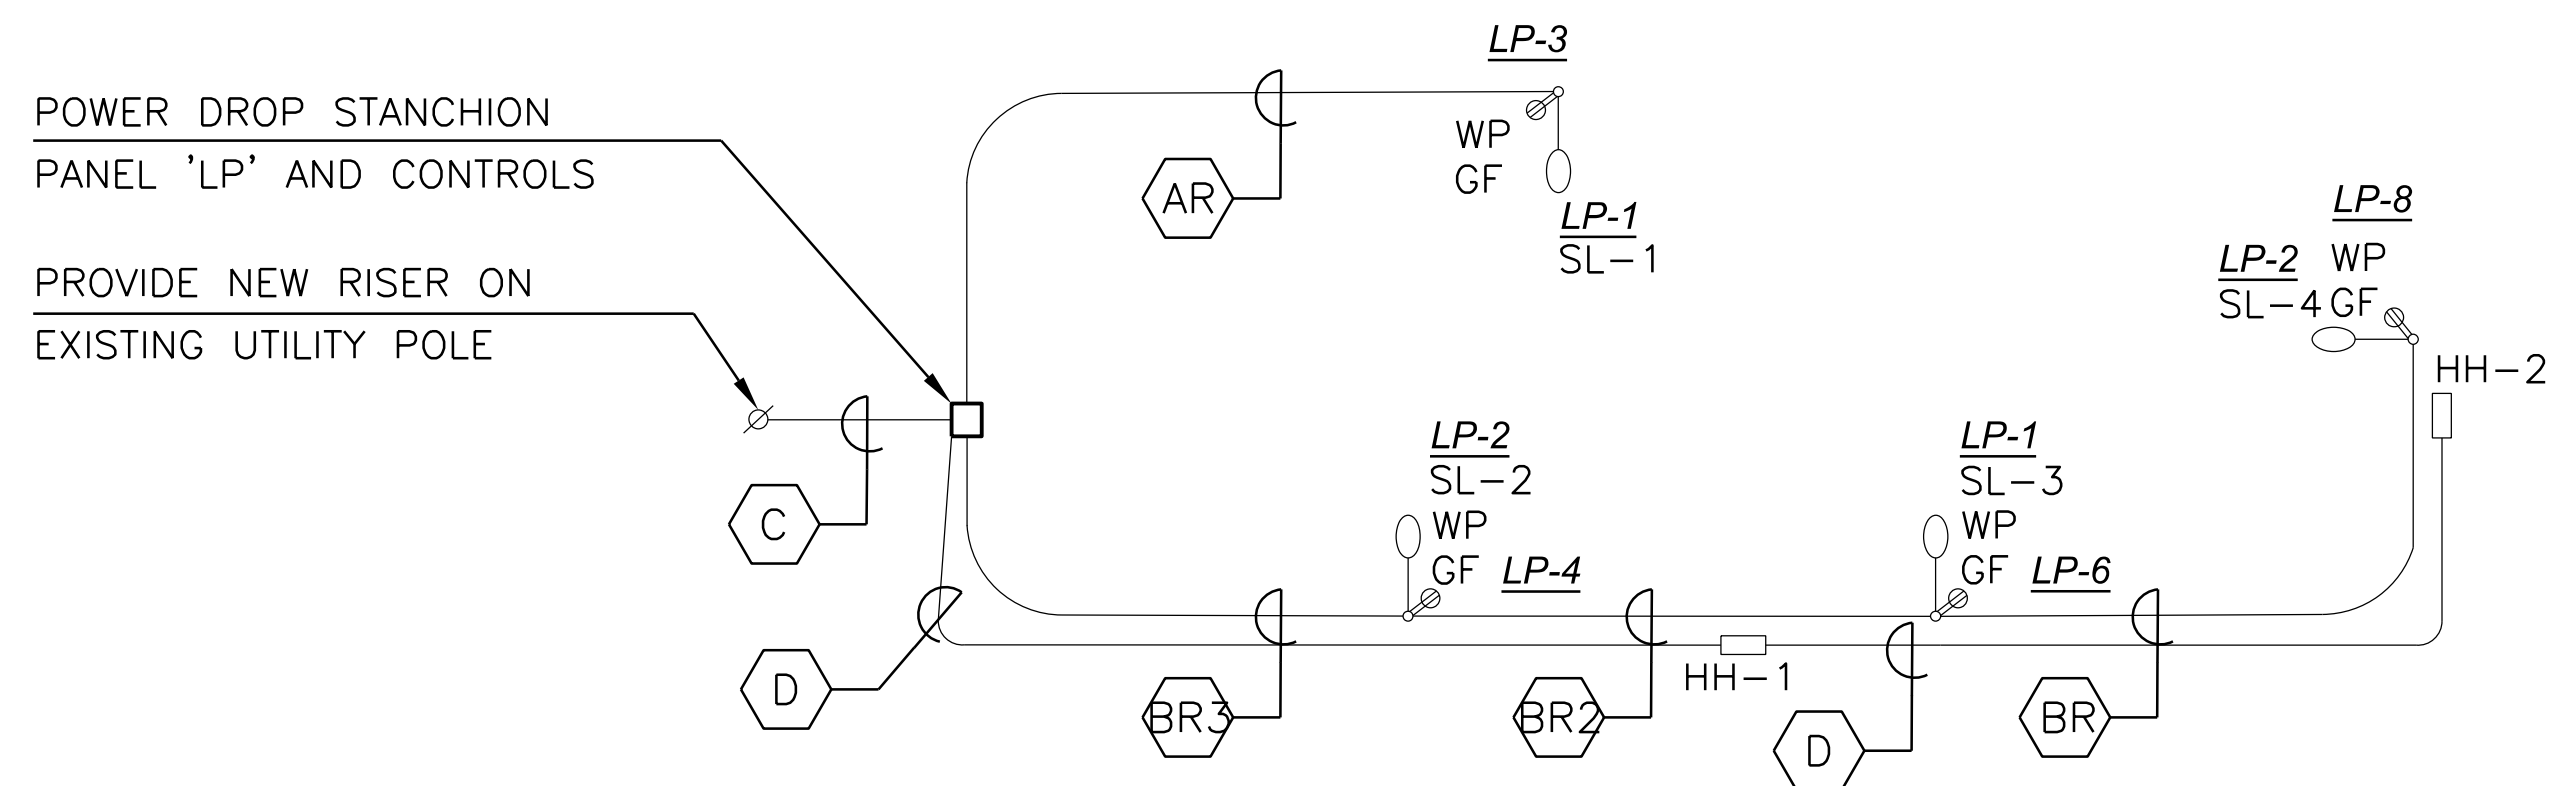 POWER DROP STANCHION
PANEL 'LP' AND CONTROLS
PROVIDE NEW RISER ON
EXISTING UTILITY POLE
LP-3
WP
GF
LP-1
SL-1
AR
LP-8
LP-2 WP
SL-4 GF
HH-2
C
LP-2
SL-2
WP
GF LP-4
LP-1
SL-3
WP
GF LP-6
D
BR3
BR2
HH-1
D
BR